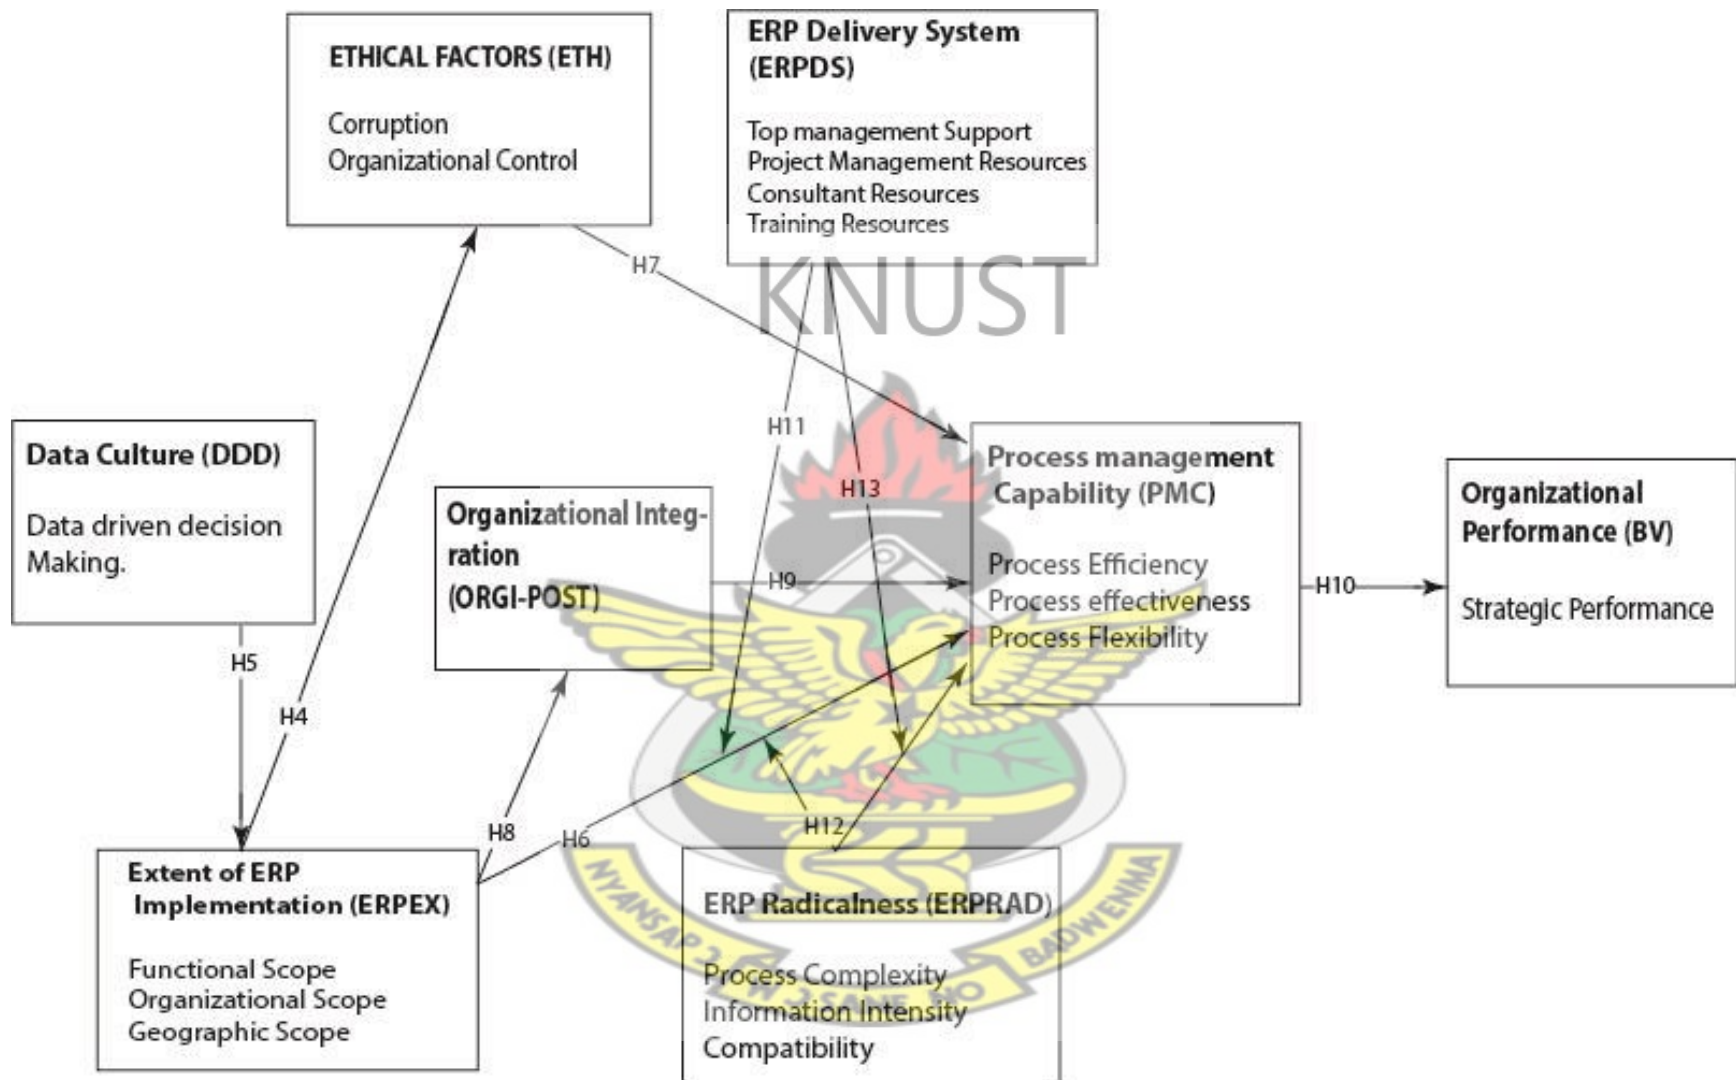 ETHICAL FACTORS (ETH)
Corruption
Organizational Control
ERP Delivery System
(ERPDS)
Top management Support
Project Management Resources
Consultant Resources
Training Resources
KNUST
H7
H11
H13
Data Culture (DDD)
Data driven decision
Making.
Organizational Integ-
ration
(ORGI-POST)
H9
Process management
Capability (PMC)
Process Efficiency
Process effectiveness
Process Flexibility
H10
Organizational
Performance (BV)
Strategic Performance
H5
H4
H8
H6
H12
Extent of ERP
Implementation (ERPEX)
Functional Scope
Organizational Scope
Geographic Scope
ERP Radicalness (ERPRAD)
Process Complexity
Information Intensity
Compatibility
NYANSAPƆ WƆSANE NO BADWENMA